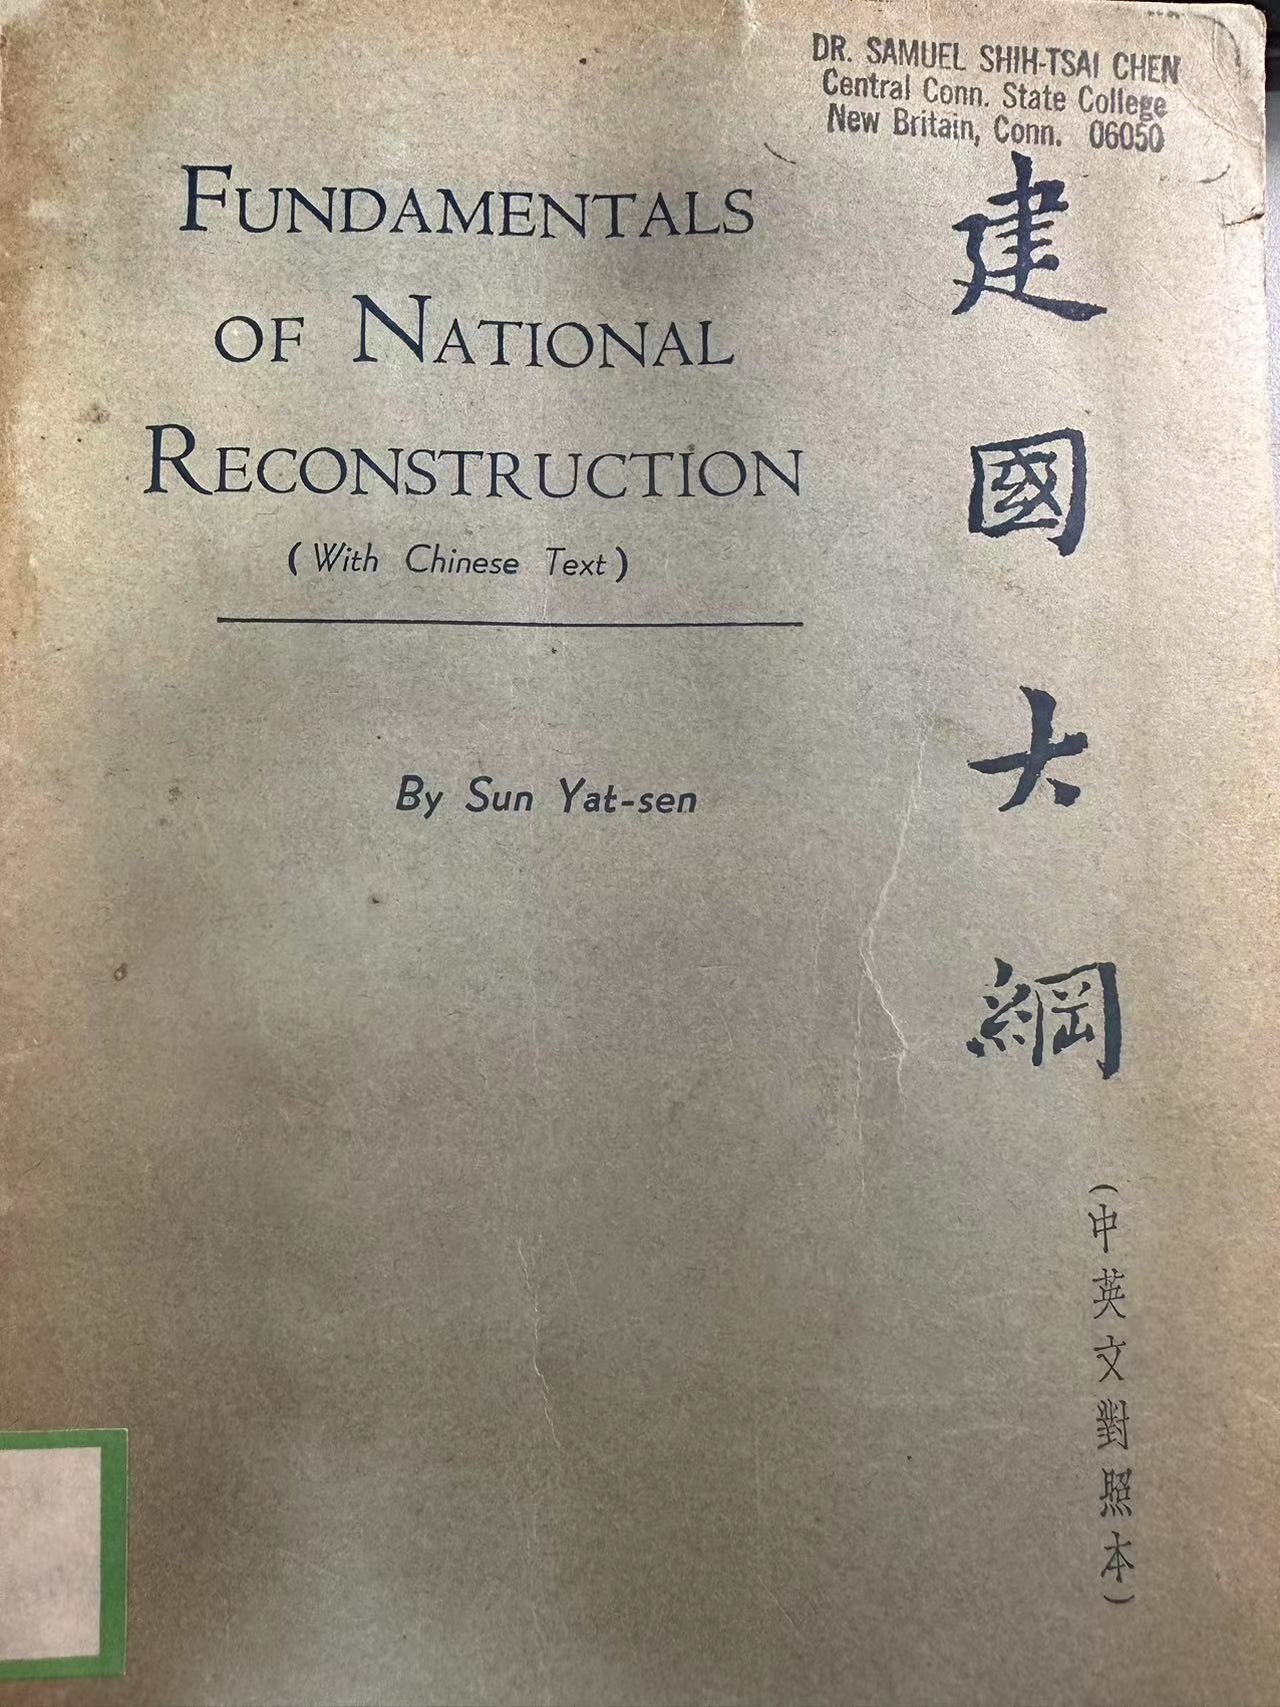 DR. SAMUEL SHIH-TSAI CHEN
Central Conn. State College
New Britain, Conn. 06050
FUNDAMENTALS
OF NATIONAL
RECONSTRUCTION
(With Chinese Text)
By Sun Yat-sen
建國大綱
(中英文對照本)